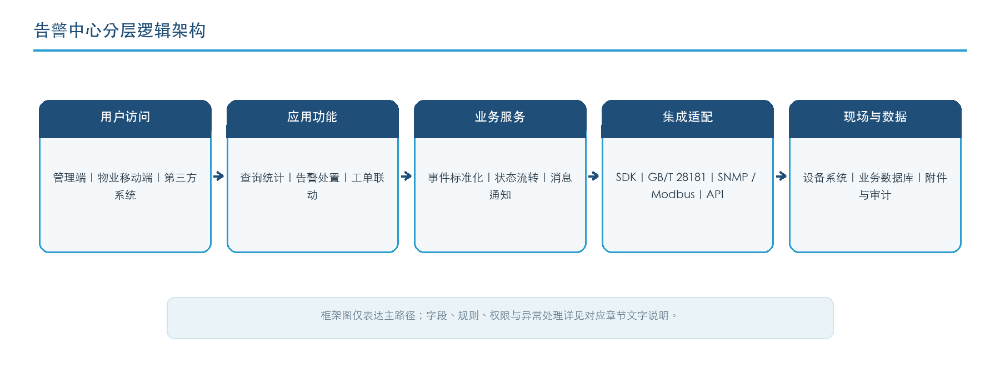 告警中心分层逻辑架构
用户访问
管理端 | 物业移动端 | 第三方
系统
应用功能
查询统计 | 告警处置 | 工单联
动
业务服务
事件标准化 | 状态流转 | 消息
通知
集成适配
SDK | GB/T 28181 | SNMP /
Modbus | API
现场与数据
设备系统 | 业务数据库 | 附件
与审计
框架图仅表达主路径；字段、规则、权限与异常处理详见对应章节文字说明。